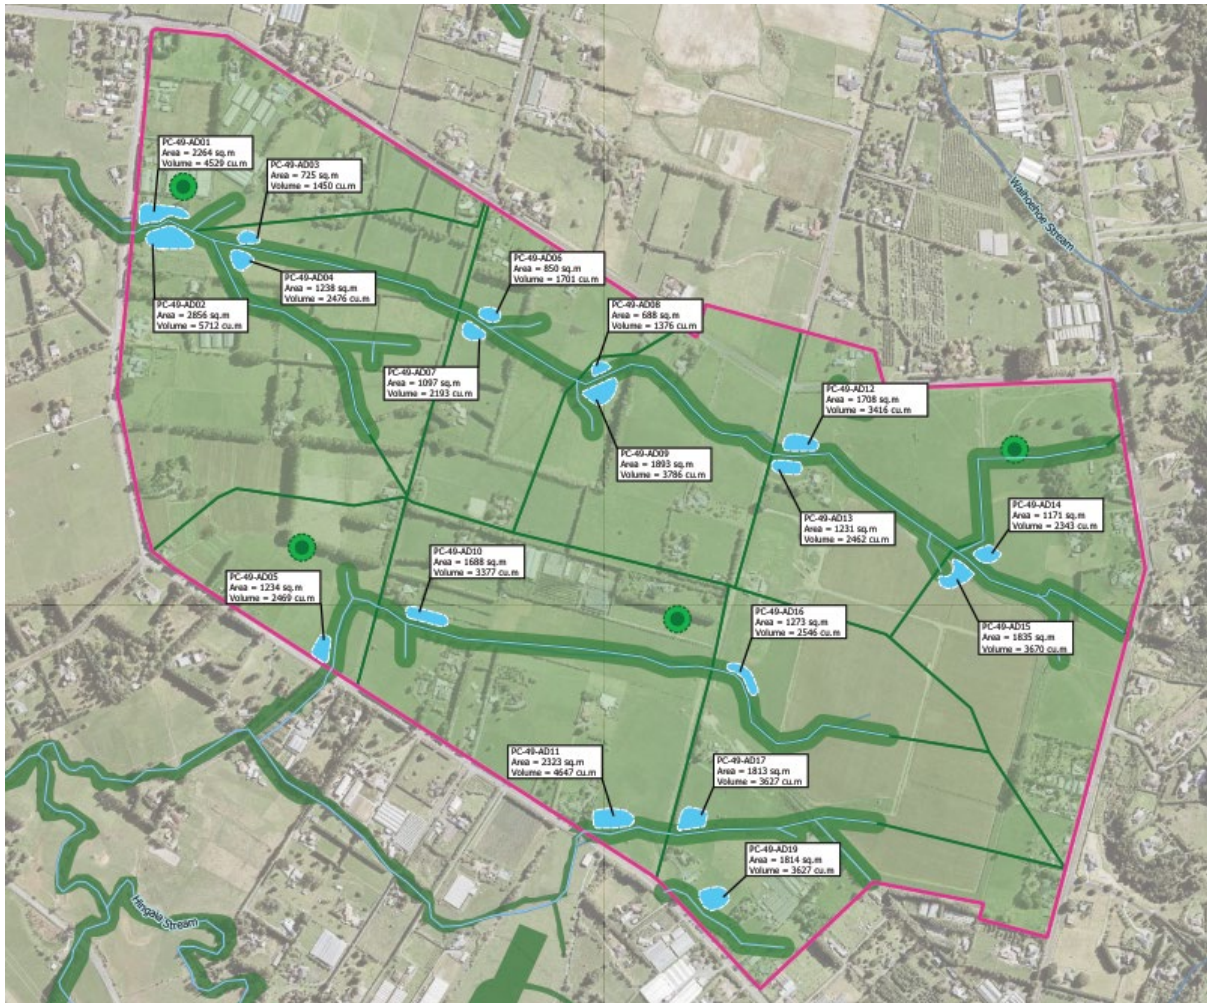 PC-49-AD01
Area = 2264 sq.m
Volume = 4529 cu.m
PC-49-AD03
Area = 725 sq.m
Volume = 1450 cu.m
Waihoehoe Stream
PC-49-AD06
Area = 850 sq.m
Volume = 1701 cu.m
PC-49-AD04
Area = 1238 sq.m
Volume = 2476 cu.m
PC-49-AD02
Area = 2856 sq.m
Volume = 5712 cu.m
PC-49-AD08
Area = 688 sq.m
Volume = 1376 cu.m
PC-49-AD07
Area = 1097 sq.m
Volume = 2193 cu.m
PC-49-AD12
Area = 1708 sq.m
Volume = 3416 cu.m
PC-49-AD09
Area = 1893 sq.m
Volume = 3786 cu.m
PC-49-AD13
Area = 1231 sq.m
Volume = 2462 cu.m
PC-49-AD14
Area = 1171 sq.m
Volume = 2343 cu.m
PC-49-AD05
Area = 1234 sq.m
Volume = 2469 cu.m
PC-49-AD10
Area = 1688 sq.m
Volume = 3377 cu.m
PC-49-AD16
Area = 1273 sq.m
Volume = 2546 cu.m
PC-49-AD15
Area = 1835 sq.m
Volume = 3670 cu.m
PC-49-AD11
Area = 2323 sq.m
Volume = 4647 cu.m
PC-49-AD17
Area = 1813 sq.m
Volume = 3627 cu.m
PC-49-AD19
Area = 1814 sq.m
Volume = 3627 cu.m
Hingaia Stream